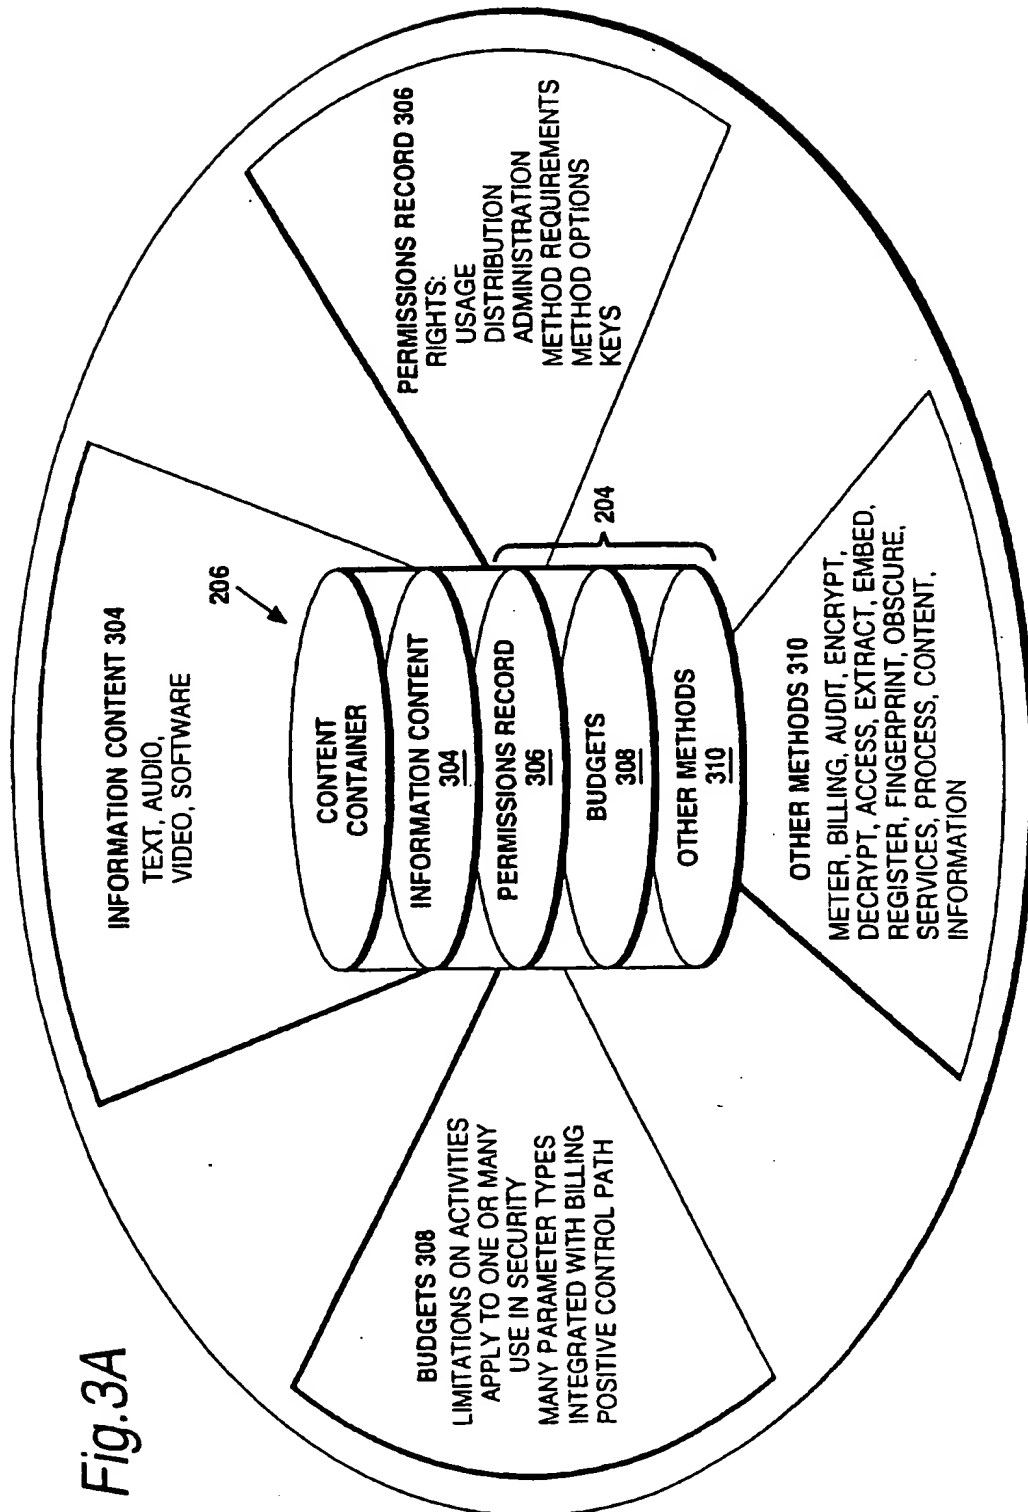 Fig.3A
INFORMATION CONTENT 304
TEXT, AUDIO,
VIDEO, SOFTWARE
BUDGETS 308
LIMITATIONS ON ACTIVITIES
APPLY TO ONE OR MANY
USE IN SECURITY
MANY PARAMETER TYPES
INTEGRATED WITH BILLING
POSITIVE CONTROL PATH
206
CONTENT
CONTAINER
INFORMATION CONTENT
304
PERMISSIONS RECORD
306
BUDGETS
308
OTHER METHODS
310
204
PERMISSIONS RECORD 306
RIGHTS:
USAGE
DISTRIBUTION
ADMINISTRATION
METHOD REQUIREMENTS
METHOD OPTIONS
KEYS
OTHER METHODS 310
METER, BILLING, AUDIT, ENCRYPT,
DECRYPT, ACCESS, EXTRACT, EMBED,
REGISTER, FINGERPRINT, OBSCURE,
SERVICES, PROCESS, CONTENT,
INFORMATION